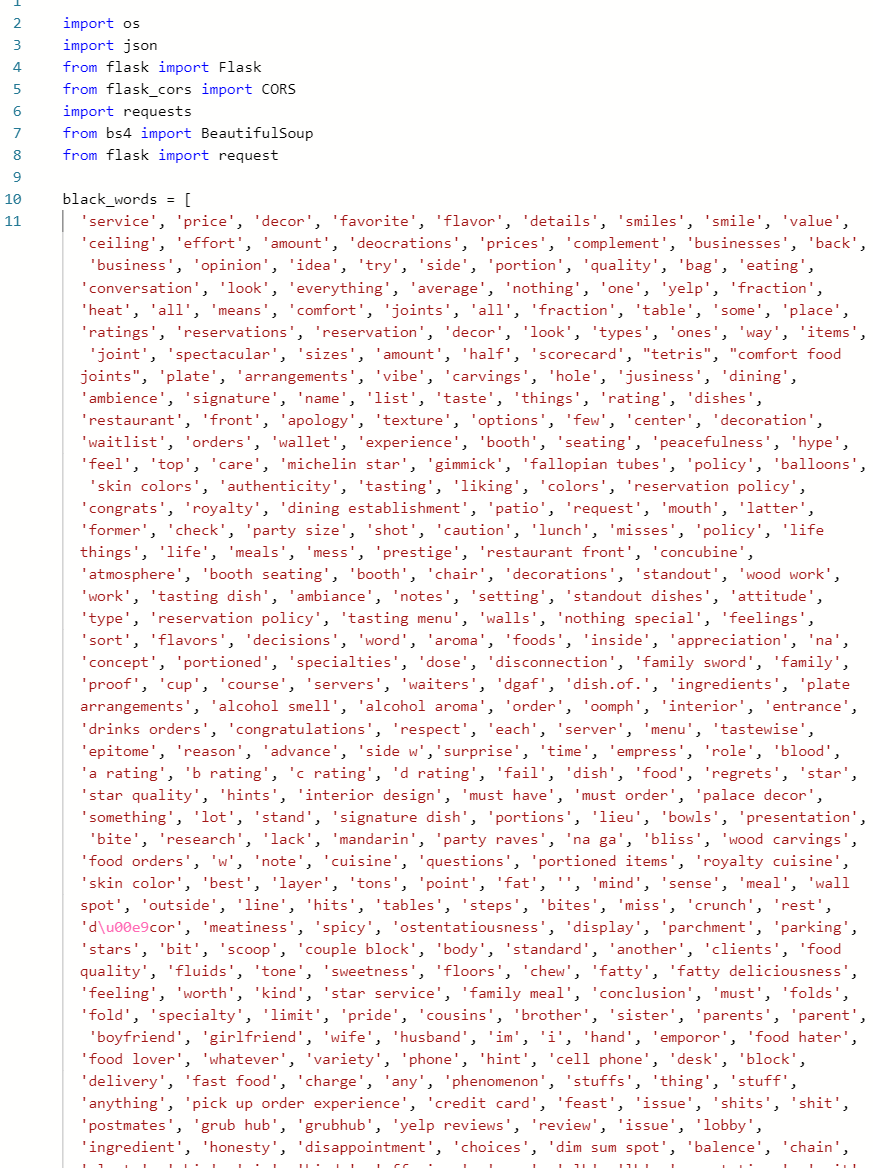 1
2 import os
3 import json
4 from flask import Flask
5 from flask_cors import CORS
6 import requests
7 from bs4 import BeautifulSoup
8 from flask import request
9
10 black_words = [
11 'service', 'price', 'decor', 'favorite', 'flavor', 'details', 'smiles', 'smile', 'value',
'ceiling', 'effort', 'amount', 'deocrations', 'prices', 'complement', 'businesses', 'back',
'business', 'opinion', 'idea', 'try', 'side', 'portion', 'quality', 'bag', 'eating',
'conversation', 'look', 'everything', 'average', 'nothing', 'one', 'yelp', 'fraction',
'heat', 'all', 'means', 'comfort', 'joints', 'all', 'fraction', 'table', 'some', 'place',
'ratings', 'reservations', 'reservation', 'decor', 'look', 'types', 'ones', 'way', 'items',
'joint', 'spectacular', 'sizes', 'amount', 'half', 'scorecard', "tetris", "comfort food
joints", 'plate', 'arrangements', 'vibe', 'carvings', 'hole', 'jusiness', 'dining',
'ambience', 'signature', 'name', 'list', 'taste', 'things', 'rating', 'dishes',
'restaurant', 'front', 'apology', 'texture', 'options', 'few', 'center', 'decoration',
'waitlist', 'orders', 'wallet', 'experience', 'booth', 'seating', 'peacefulness', 'hype',
'feel', 'top', 'care', 'michelin star', 'gimmick', 'fallopian tubes', 'policy', 'balloons',
'skin colors', 'authenticity', 'tasting', 'liking', 'colors', 'reservation policy',
'congrats', 'royalty', 'dining establishment', 'patio', 'request', 'mouth', 'latter',
'former', 'check', 'party size', 'shot', 'caution', 'lunch', 'misses', 'policy', 'life
things', 'life', 'meals', 'mess', 'prestige', 'restaurant front', 'concubine',
'atmosphere', 'booth seating', 'booth', 'chair', 'decorations', 'standout', 'wood work',
'work', 'tasting dish', 'ambiance', 'notes', 'setting', 'standout dishes', 'attitude',
'type', 'reservation policy', 'tasting menu', 'walls', 'nothing special', 'feelings',
'sort', 'flavors', 'decisions', 'word', 'aroma', 'foods', 'inside', 'appreciation', 'na',
'concept', 'portioned', 'specialties', 'dose', 'disconnection', 'family sword', 'family',
'proof', 'cup', 'course', 'servers', 'waiters', 'dgaf', 'dish.of.', 'ingredients', 'plate
arrangements', 'alcohol smell', 'alcohol aroma', 'order', 'oomph', 'interior', 'entrance',
'drinks orders', 'congratulations', 'respect', 'each', 'server', 'menu', 'tastewise',
'epitome', 'reason', 'advance', 'side w','surprise', 'time', 'empress', 'role', 'blood',
'a rating', 'b rating', 'c rating', 'd rating', 'fail', 'dish', 'food', 'regrets', 'star',
'star quality', 'hints', 'interior design', 'must have', 'must order', 'palace decor',
'something', 'lot', 'stand', 'signature dish', 'portions', 'lieu', 'bowls', 'presentation',
'bite', 'research', 'lack', 'mandarin', 'party raves', 'na ga', 'bliss', 'wood carvings',
'food orders', 'w', 'note', 'cuisine', 'questions', 'portioned items', 'royalty cuisine',
'skin color', 'best', 'layer', 'tons', 'point', 'fat', '', 'mind', 'sense', 'meal', 'wall
spot', 'outside', 'line', 'hits', 'tables', 'steps', 'bites', 'miss', 'crunch', 'rest',
'd\u00e9cor', 'meatiness', 'spicy', 'ostentatiousness', 'display', 'parchment', 'parking',
'stars', 'bit', 'scoop', 'couple block', 'body', 'standard', 'another', 'clients', 'food
quality', 'fluids', 'tone', 'sweetness', 'floors', 'chew', 'fatty', 'fatty deliciousness',
'feeling', 'worth', 'kind', 'star service', 'family meal', 'conclusion', 'must', 'folds',
'fold', 'specialty', 'limit', 'pride', 'cousins', 'brother', 'sister', 'parents', 'parent',
'boyfriend', 'girlfriend', 'wife', 'husband', 'im', 'i', 'hand', 'emporor', 'food hater',
'food lover', 'whatever', 'variety', 'phone', 'hint', 'cell phone', 'desk', 'block',
'delivery', 'fast food', 'charge', 'any', 'phenomenon', 'stuffs', 'thing', 'stuff',
'anything', 'pick up order experience', 'credit card', 'feast', 'issue', 'shits', 'shit',
'postmates', 'grub hub', 'grubhub', 'yelp reviews', 'review', 'issue', 'lobby',
'ingredient', 'honesty', 'disappointment', 'choices', 'dim sum spot', 'balence', 'chain',